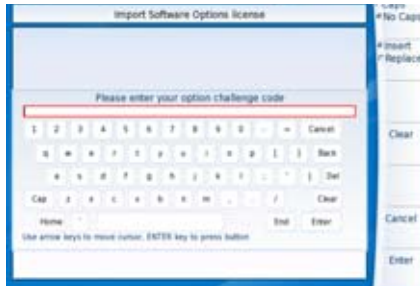 Import Software Options license
Caps
No Caps
Insert
Replace
Please enter your option challenge code
1 2 3 4 5 6 7 8 9 0 - = Cancel
q w e r t y u i o p [ ] Back
a s d f g h j k l ; ' \ Del
Cap z x c v b n m , . / Clear
Home ` End Enter
Use arrow keys to move cursor, ENTER key to press button
Clear
Cancel
Enter